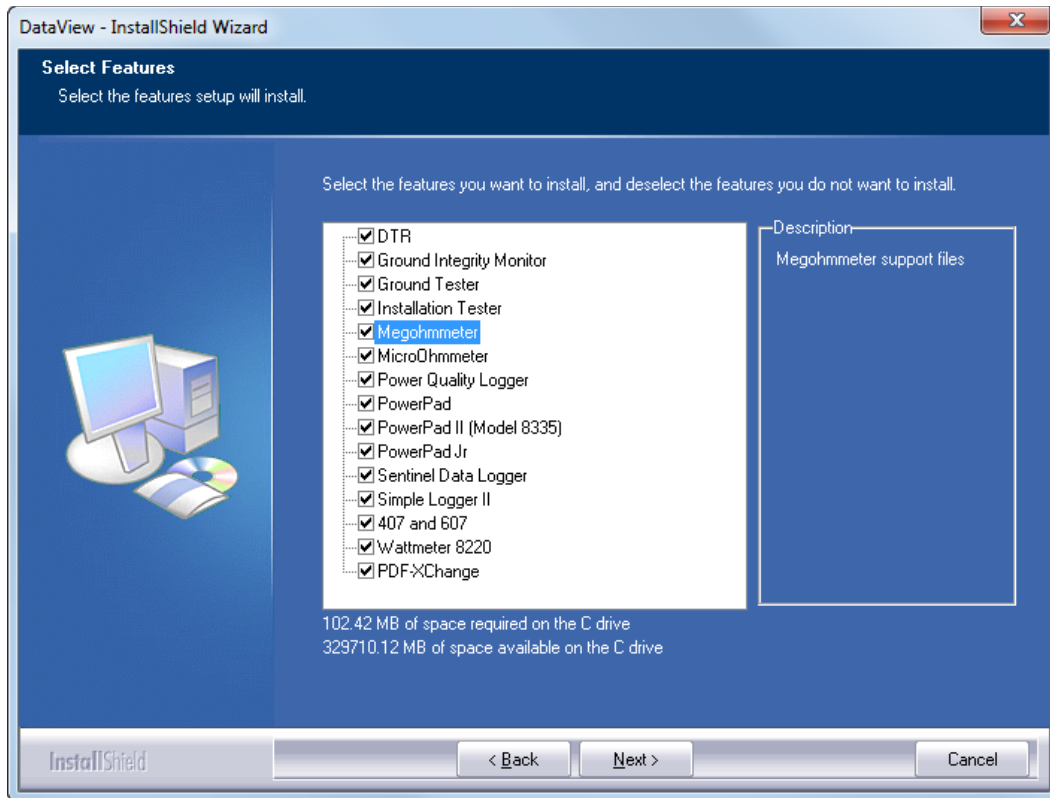 DataView - InstallShield Wizard
Select Features
Select the features setup will install.
Select the features you want to install, and deselect the features you do not want to install.
DTR
Ground Integrity Monitor
Ground Tester
Installation Tester
Megohmmeter
MicroOhmmeter
Power Quality Logger
PowerPad
PowerPad II (Model 8335)
PowerPad Jr
Sentinel Data Logger
Simple Logger II
407 and 607
Wattmeter 8220
PDF-XChange
Description
Megohmmeter support files
102.42 MB of space required on the C drive
329710.12 MB of space available on the C drive
InstallShield
< Back
Next >
Cancel